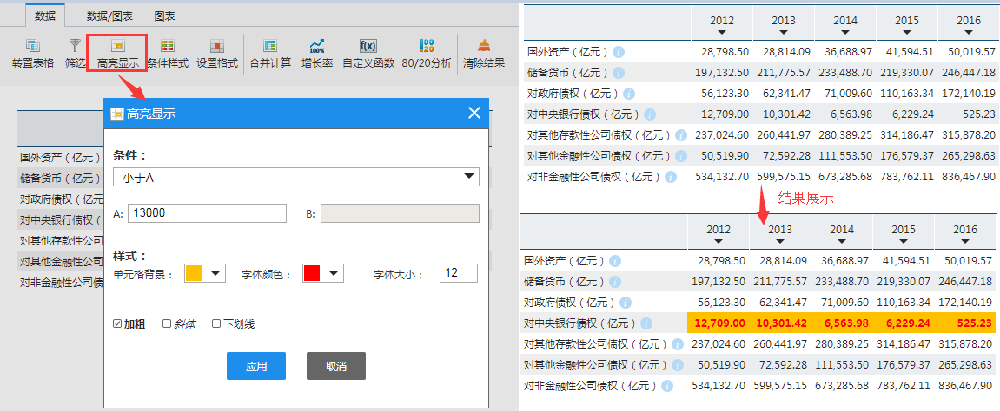 数据 数据/图表 图表
转置表格 筛选 高亮显示 条件样式 设置格式 合并计算 增长率 自定义函数 80/20分析 清除结果
100% f(x) 80 20
国外资产（亿元）
储备货币（亿元）
对政府债权（亿元
对中央银行债权（
对其他存款性公司
对其他金融性公司
对非金融性公司债
高亮显示
条件：
小于A
A: 13000 B:
样式：
单元格背景： 字体颜色： 字体大小： 12
加粗 斜体 下划线
应用 取消
2012 2013 2014 2015 2016
国外资产（亿元） 28,798.50 28,814.09 36,688.97 41,594.51 50,019.57
储备货币（亿元） 197,132.50 211,775.57 233,488.70 219,330.07 246,447.18
对政府债权（亿元） 56,123.30 62,341.47 71,009.60 110,163.34 172,140.19
对中央银行债权（亿元） 12,709.00 10,301.42 6,563.98 6,229.24 525.23
对其他存款性公司债权（亿元） 237,024.60 260,441.97 280,389.25 314,186.47 315,878.20
对其他金融性公司债权（亿元） 50,519.90 72,592.28 111,553.50 176,579.37 265,298.63
对非金融性公司债权（亿元） 534,132.70 599,575.15 673,285.68 783,762.11 836,467.90
结果展示
2012 2013 2014 2015 2016
国外资产（亿元） 28,798.50 28,814.09 36,688.97 41,594.51 50,019.57
储备货币（亿元） 197,132.50 211,775.57 233,488.70 219,330.07 246,447.18
对政府债权（亿元） 56,123.30 62,341.47 71,009.60 110,163.34 172,140.19
对中央银行债权（亿元） 12,709.00 10,301.42 6,563.98 6,229.24 525.23
对其他存款性公司债权（亿元） 237,024.60 260,441.97 280,389.25 314,186.47 315,878.20
对其他金融性公司债权（亿元） 50,519.90 72,592.28 111,553.50 176,579.37 265,298.63
对非金融性公司债权（亿元） 534,132.70 599,575.15 673,285.68 783,762.11 836,467.90